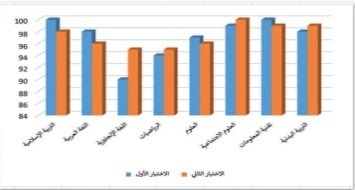 100
98
96
94
92
90
88
86
84
التربية الإسلامية
اللغة العربية
اللغة الإنجليزية
الرياضيات
العلوم
العلوم الاجتماعية
تقنية المعلومات
التربية البدنية
الاختبار الأول
الاختبار الثاني